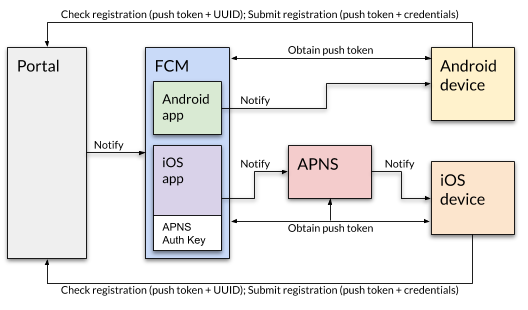 Check registration (push token + UUID); Submit registration (push token + credentials)
Portal
FCM
Obtain push token
Android
device
Android
app
Notify
Notify
iOS
app
Notify
APNS
Notify
iOS
device
APNS
Auth Key
Obtain push token
Check registration (push token + UUID); Submit registration (push token + credentials)